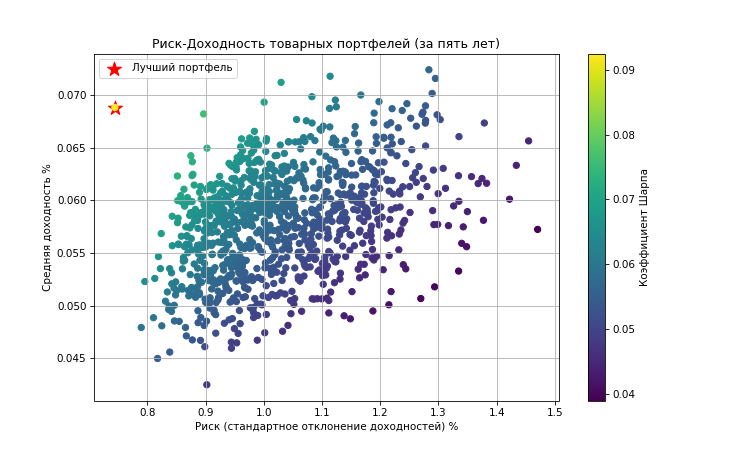 Риск-Доходность товарных портфелей (за пять лет)
Лучший портфель
Средняя доходность %
0.070
0.065
0.060
0.055
0.050
0.045
0.8 0.9 1.0 1.1 1.2 1.3 1.4 1.5
Риск (стандартное отклонение доходностей) %
0.09
0.08
0.07
0.06
0.05
0.04
Коэффициент Шарпа